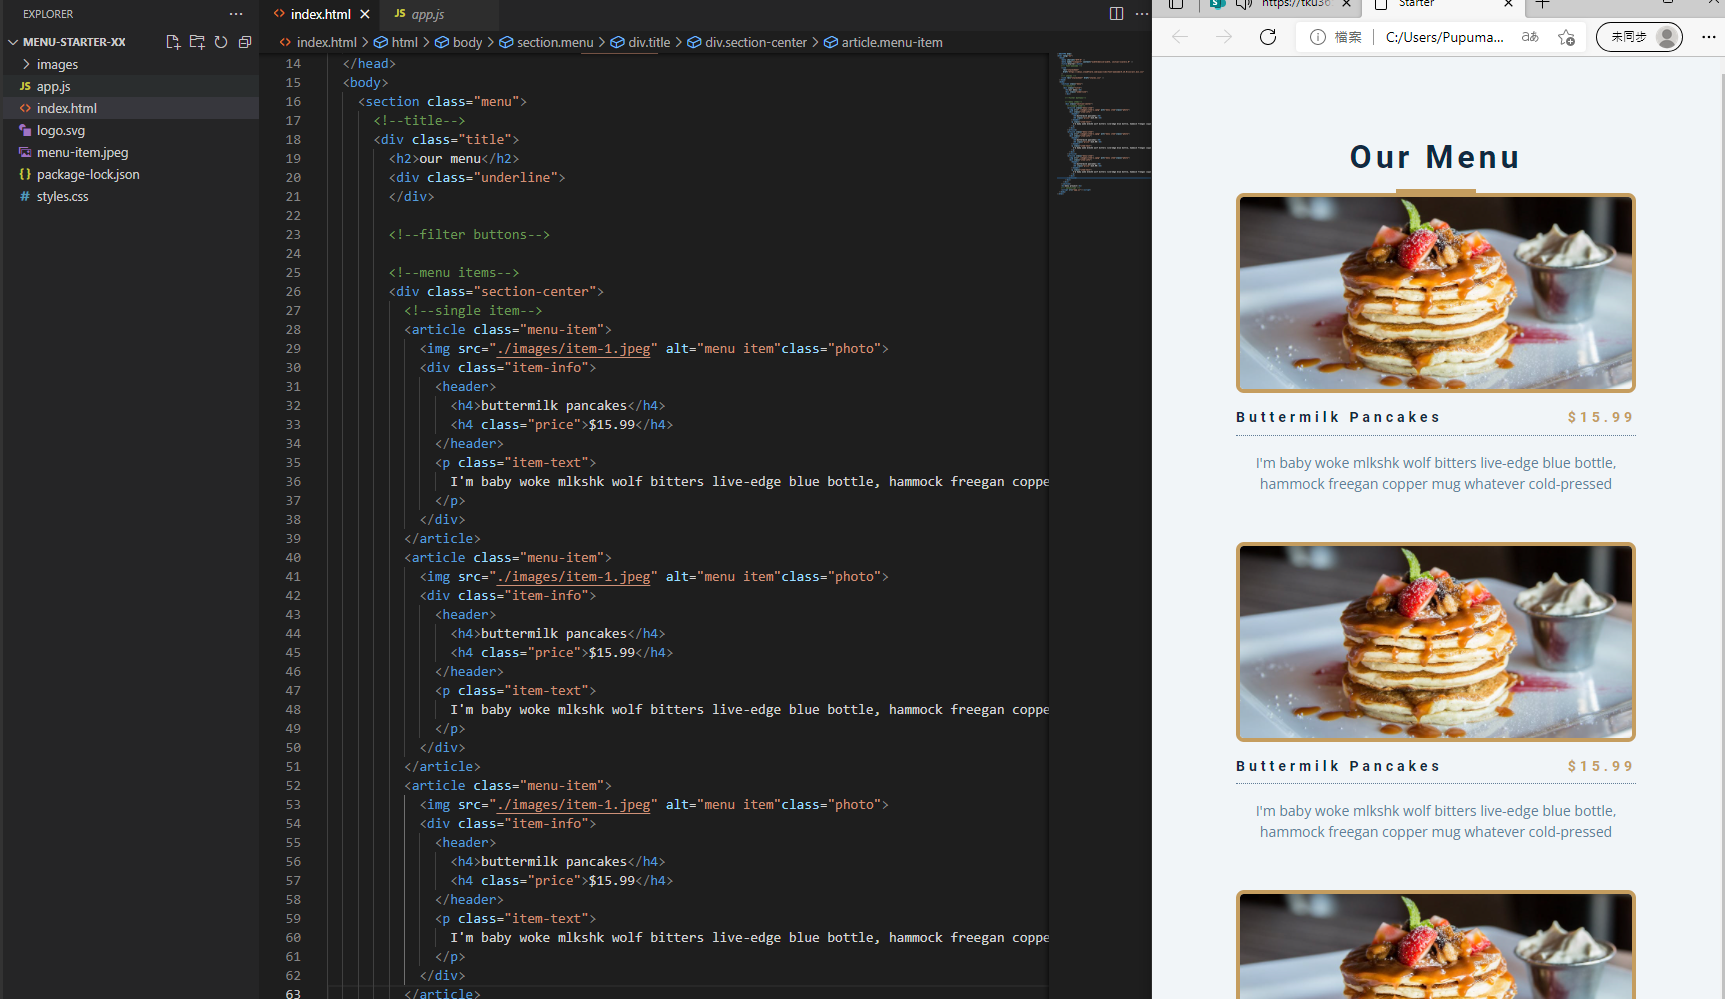 EXPLORER
MENU-STARTER-XX
images
JS app.js
<> index.html
logo.svg
menu-item.jpeg
{} package-lock.json
# styles.css
<> index.html
JS app.js
<> index.html > html > body > section.menu > div.title > div.section-center > article.menu-item
14 </head>
15 <body>
16 <section class="menu">
17 <!--title-->
18 <div class="title">
19 <h2>our menu</h2>
20 <div class="underline">
21 </div>
22
23 <!--filter buttons-->
24
25 <!--menu items-->
26 <div class="section-center">
27 <!--single item-->
28 <article class="menu-item">
29 <img src="./images/item-1.jpeg" alt="menu item"class="photo">
30 <div class="item-info">
31 <header>
32 <h4>buttermilk pancakes</h4>
33 <h4 class="price">$15.99</h4>
34 </header>
35 <p class="item-text">
36 I'm baby woke mlkshk wolf bitters live-edge blue bottle, hammock freegan coppe
37 </p>
38 </div>
39 </article>
40 <article class="menu-item">
41 <img src="./images/item-1.jpeg" alt="menu item"class="photo">
42 <div class="item-info">
43 <header>
44 <h4>buttermilk pancakes</h4>
45 <h4 class="price">$15.99</h4>
46 </header>
47 <p class="item-text">
48 I'm baby woke mlkshk wolf bitters live-edge blue bottle, hammock freegan coppe
49 </p>
50 </div>
51 </article>
52 <article class="menu-item">
53 <img src="./images/item-1.jpeg" alt="menu item"class="photo">
54 <div class="item-info">
55 <header>
56 <h4>buttermilk pancakes</h4>
57 <h4 class="price">$15.99</h4>
58 </header>
59 <p class="item-text">
60 I'm baby woke mlkshk wolf bitters live-edge blue bottle, hammock freegan coppe
61 </p>
62 </div>
63 </article>
https://tku36
Starter
檔案 C:/Users/Pupuma... aあ 未同步
Our Menu
Buttermilk Pancakes $15.99
I'm baby woke mlkshk wolf bitters live-edge blue bottle,
hammock freegan copper mug whatever cold-pressed
Buttermilk Pancakes $15.99
I'm baby woke mlkshk wolf bitters live-edge blue bottle,
hammock freegan copper mug whatever cold-pressed